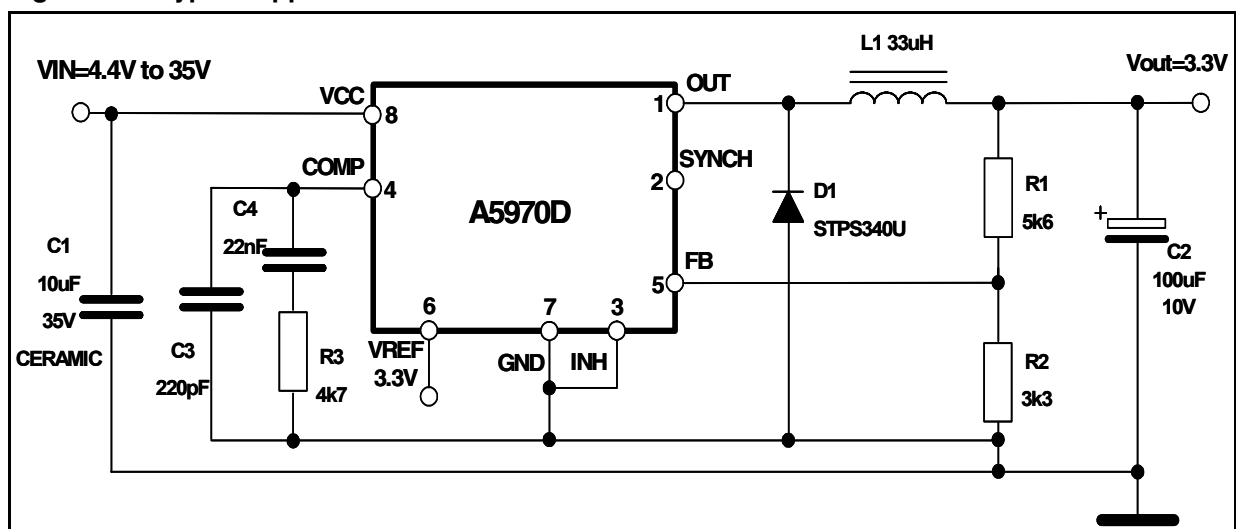 VIN=4.4V to 35V
L1 33uH
Vout=3.3V
VCC
8
OUT
1
COMP
4
SYNCH
2
A5970D
D1
STPS340U
R1
5k6
C4
22nF
C1
10uF
35V
CERAMIC
FB
5
+
C2
100uF
10V
6
7
3
C3
220pF
R3
4k7
VREF
3.3V
GND
INH
R2
3k3